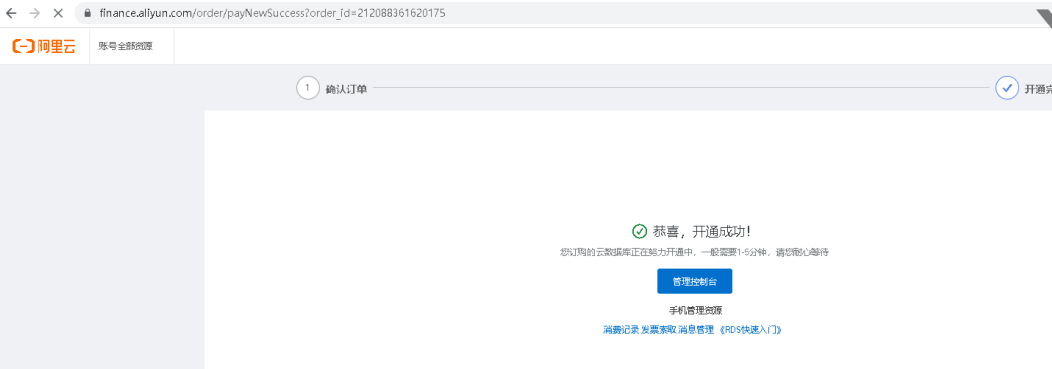 finance.aliyun.com/order/payNewSuccess?order_id=212088361620175
阿里云 账号全部资源
1 确认订单 开通完
恭喜，开通成功!
您订购的云数据库正在努力开通中，一般需要1-5分钟，请您耐心等待
管理控制台
手机管理资源
消费记录 发票索取 消息管理 《RDS快速入门》